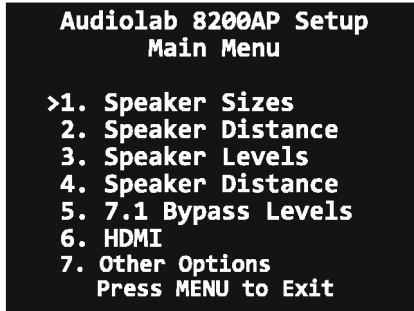 Audiolab 8200AP Setup
Main Menu
>1. Speaker Sizes
2. Speaker Distance
3. Speaker Levels
4. Speaker Distance
5. 7.1 Bypass Levels
6. HDMI
7. Other Options
Press MENU to Exit